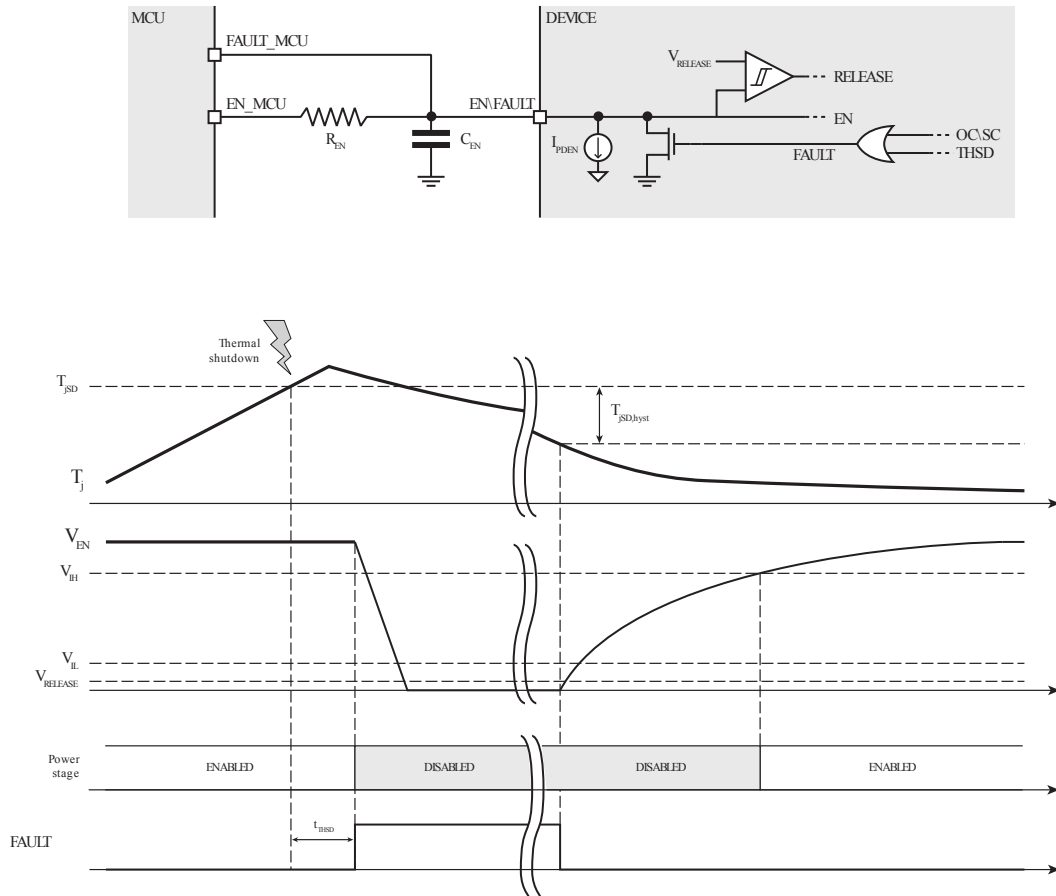 MCU
DEVICE
FAULT_MCU
V_RELEASE
RELEASE
EN_MCU
EN\FAULT
EN
R_EN
C_EN
I_PDEN
FAULT
OC\SC
THSD
Thermal
shutdown
T_jSD
T_jSD,hyst
T_j
V_EN
V_IH
V_IL
V_RELEASE
Power
stage
ENABLED
DISABLED
DISABLED
ENABLED
t_THSD
FAULT